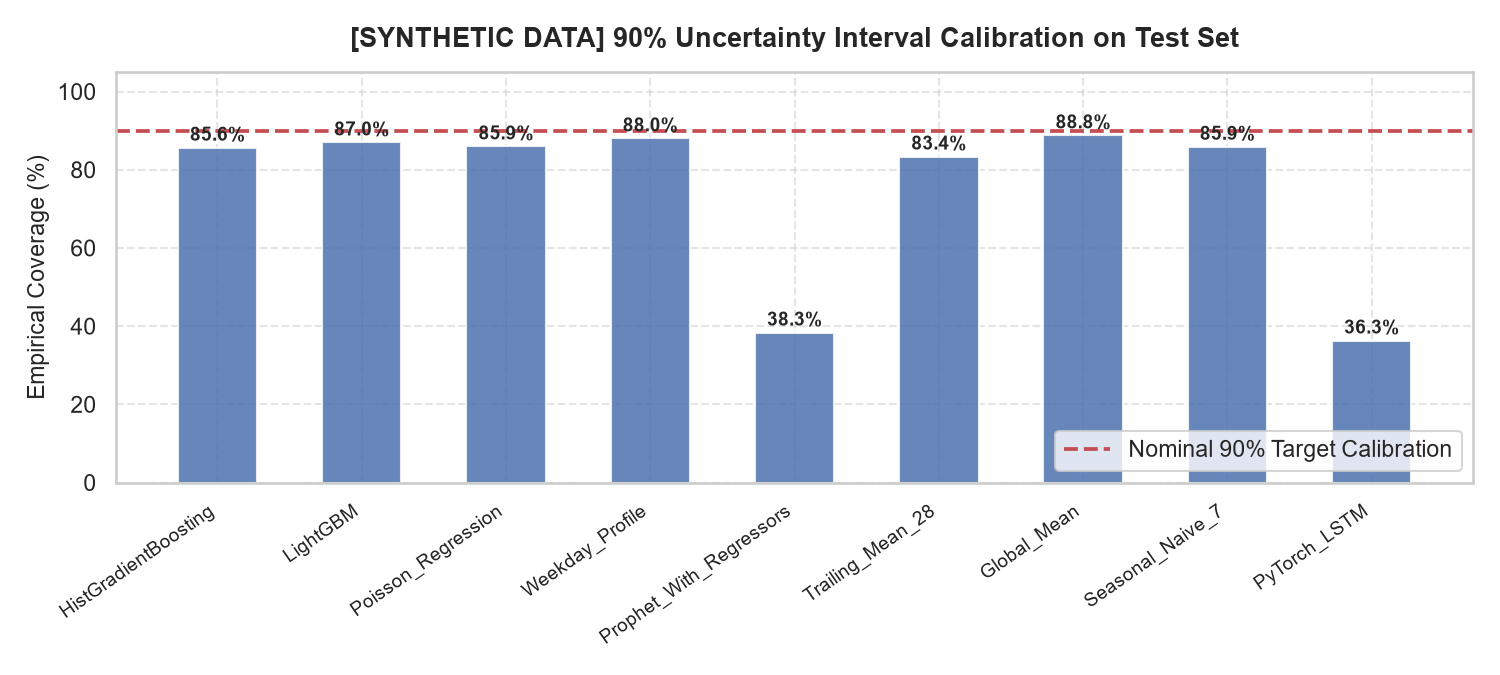 [SYNTHETIC DATA] 90% Uncertainty Interval Calibration on Test Set
Empirical Coverage (%)
100
80
60
40
20
0
85.6%
87.0%
85.9%
88.0%
38.3%
83.4%
88.8%
85.9%
36.3%
Nominal 90% Target Calibration
HistGradientBoosting
LightGBM
Poisson_Regression
Weekday_Profile
Prophet_With_Regressors
Trailing_Mean_28
Global_Mean
Seasonal_Naive_7
PyTorch_LSTM